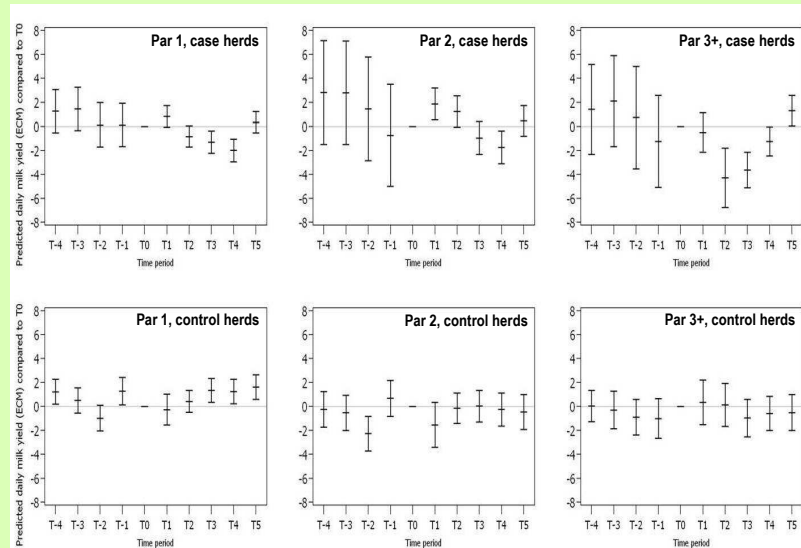 Predicted daily milk yield (ECM) compared to T0
Par 1, case herds
8
6
4
2
0
-2
-4
-6
-8
T-4 T-3 T-2 T-1 T0 T1 T2 T3 T4 T5
Time period
Par 2, case herds
8
6
4
2
0
-2
-4
-6
-8
T-4 T-3 T-2 T-1 T0 T1 T2 T3 T4 T5
Time period
Par 3+, case herds
8
6
4
2
0
-2
-4
-6
-8
T-4 T-3 T-2 T-1 T0 T1 T2 T3 T4 T5
Time period
Predicted daily milk yield (ECM) compared to T0
Par 1, control herds
8
6
4
2
0
-2
-4
-6
-8
T-4 T-3 T-2 T-1 T0 T1 T2 T3 T4 T5
Time period
Par 2, control herds
8
6
4
2
0
-2
-4
-6
-8
T-4 T-3 T-2 T-1 T0 T1 T2 T3 T4 T5
Time period
Par 3+, control herds
8
6
4
2
0
-2
-4
-6
-8
T-4 T-3 T-2 T-1 T0 T1 T2 T3 T4 T5
Time period